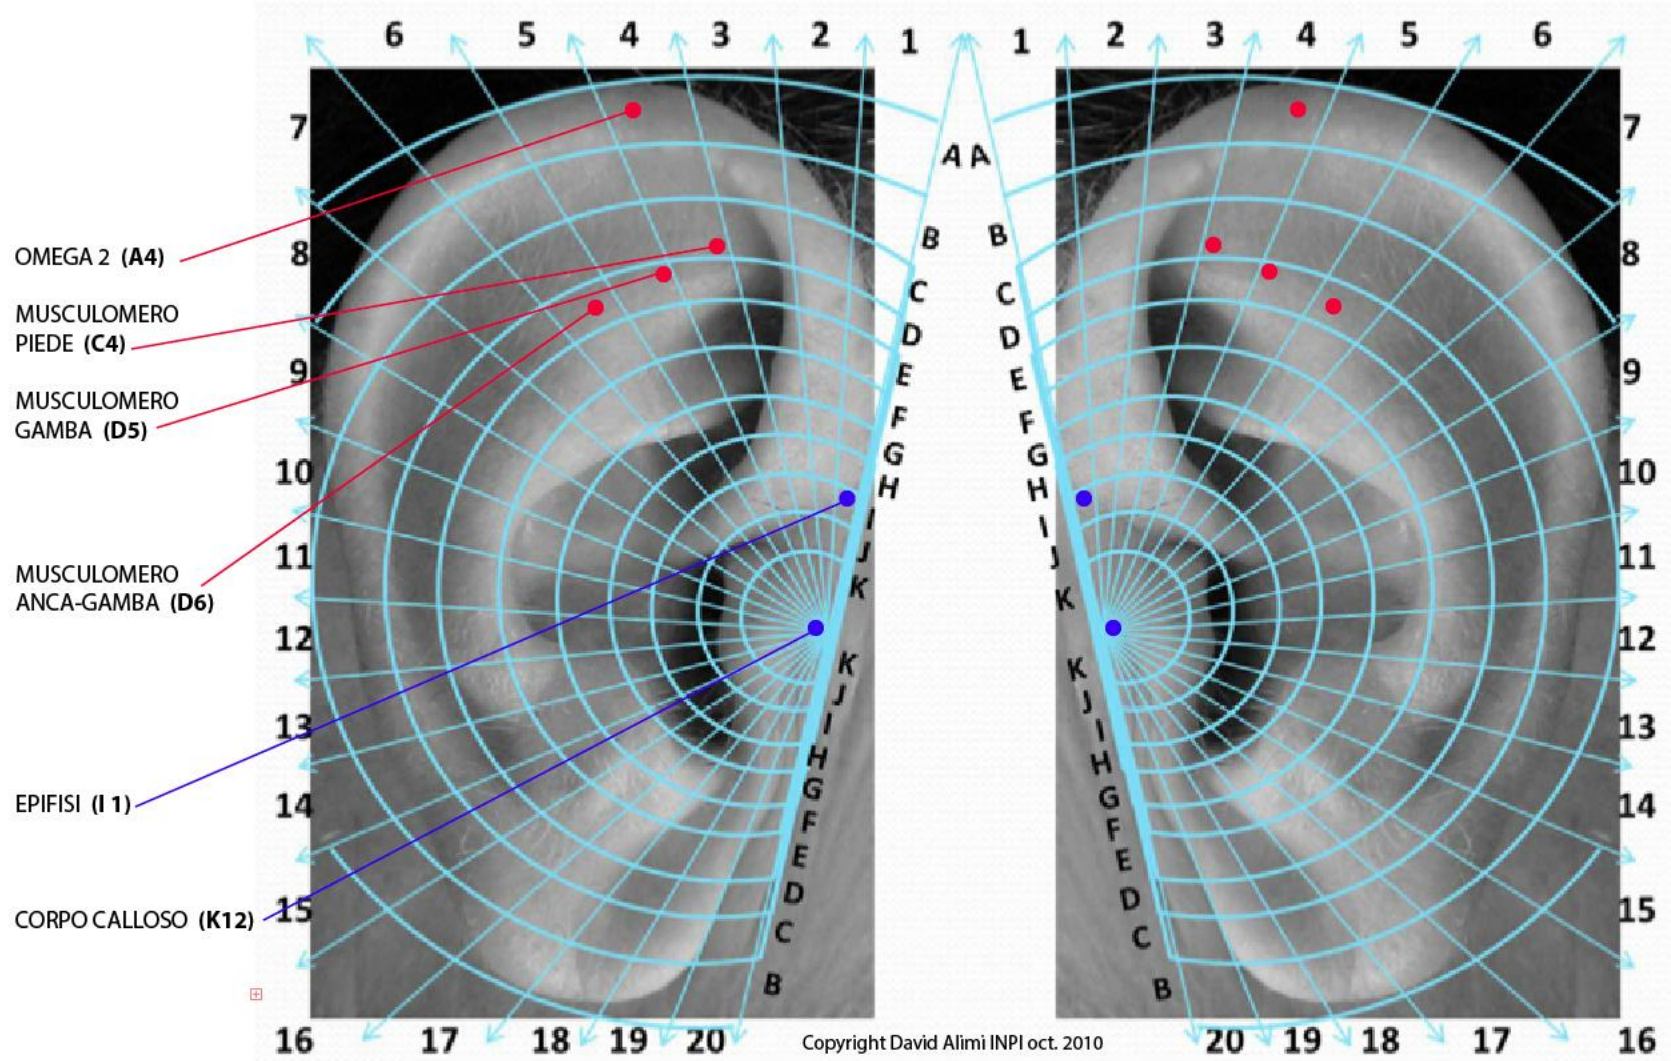 6 5 4 3 2 1 1 2 3 4 5 6
7 7
A A
B B
8 8
OMEGA 2 (A4)
C C
MUSCULOMERO
PIEDE (C4)
D D
9 9
E E
MUSCULOMERO
GAMBA (D5)
F F
G G
10 10
H H
I I
J J
11 11
K K
MUSCULOMERO
ANCA-GAMBA (D6)
12 12
K K
J J
13 I I 13
H H
EPIFISI (I 1)
14 G G 14
F F
E E
D D
CORPO CALLOSO (K12)
15 15
C C
B B
16 17 18 19 20 Copyright David Alimi INPI oct. 2010 20 19 18 17 16